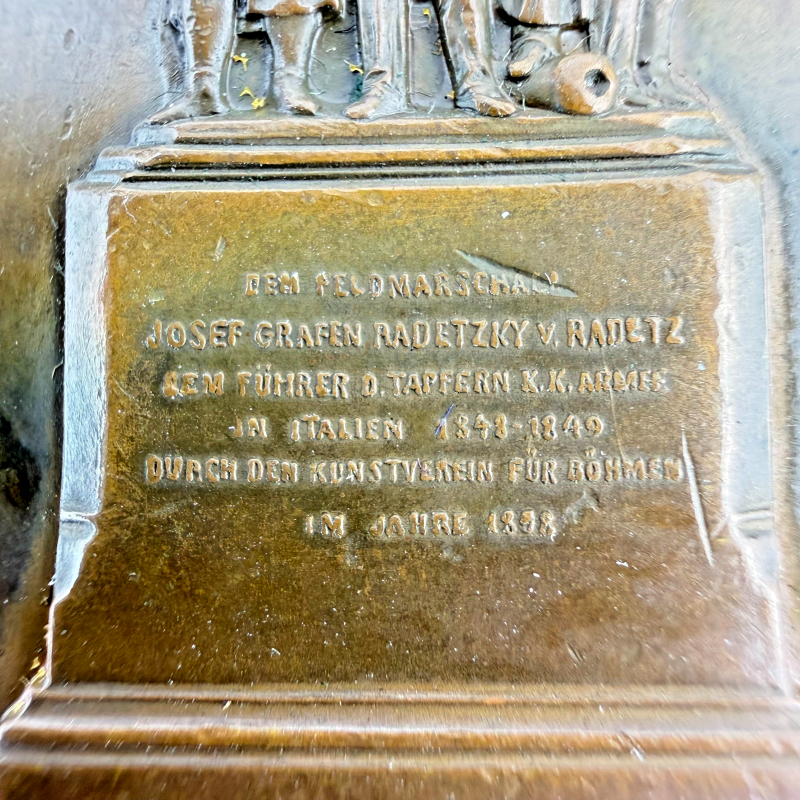 DEM FELDMARSCHALL
JOSEF GRAFEN RADETZKY V. RADETZ
DEM FÜHRER D. TAPFERN K. K. ARMEE
IN ITALIEN 1848-1849
DURCH DEN KUNSTVEREIN FÜR BÖHMEN
IM JAHRE 1858